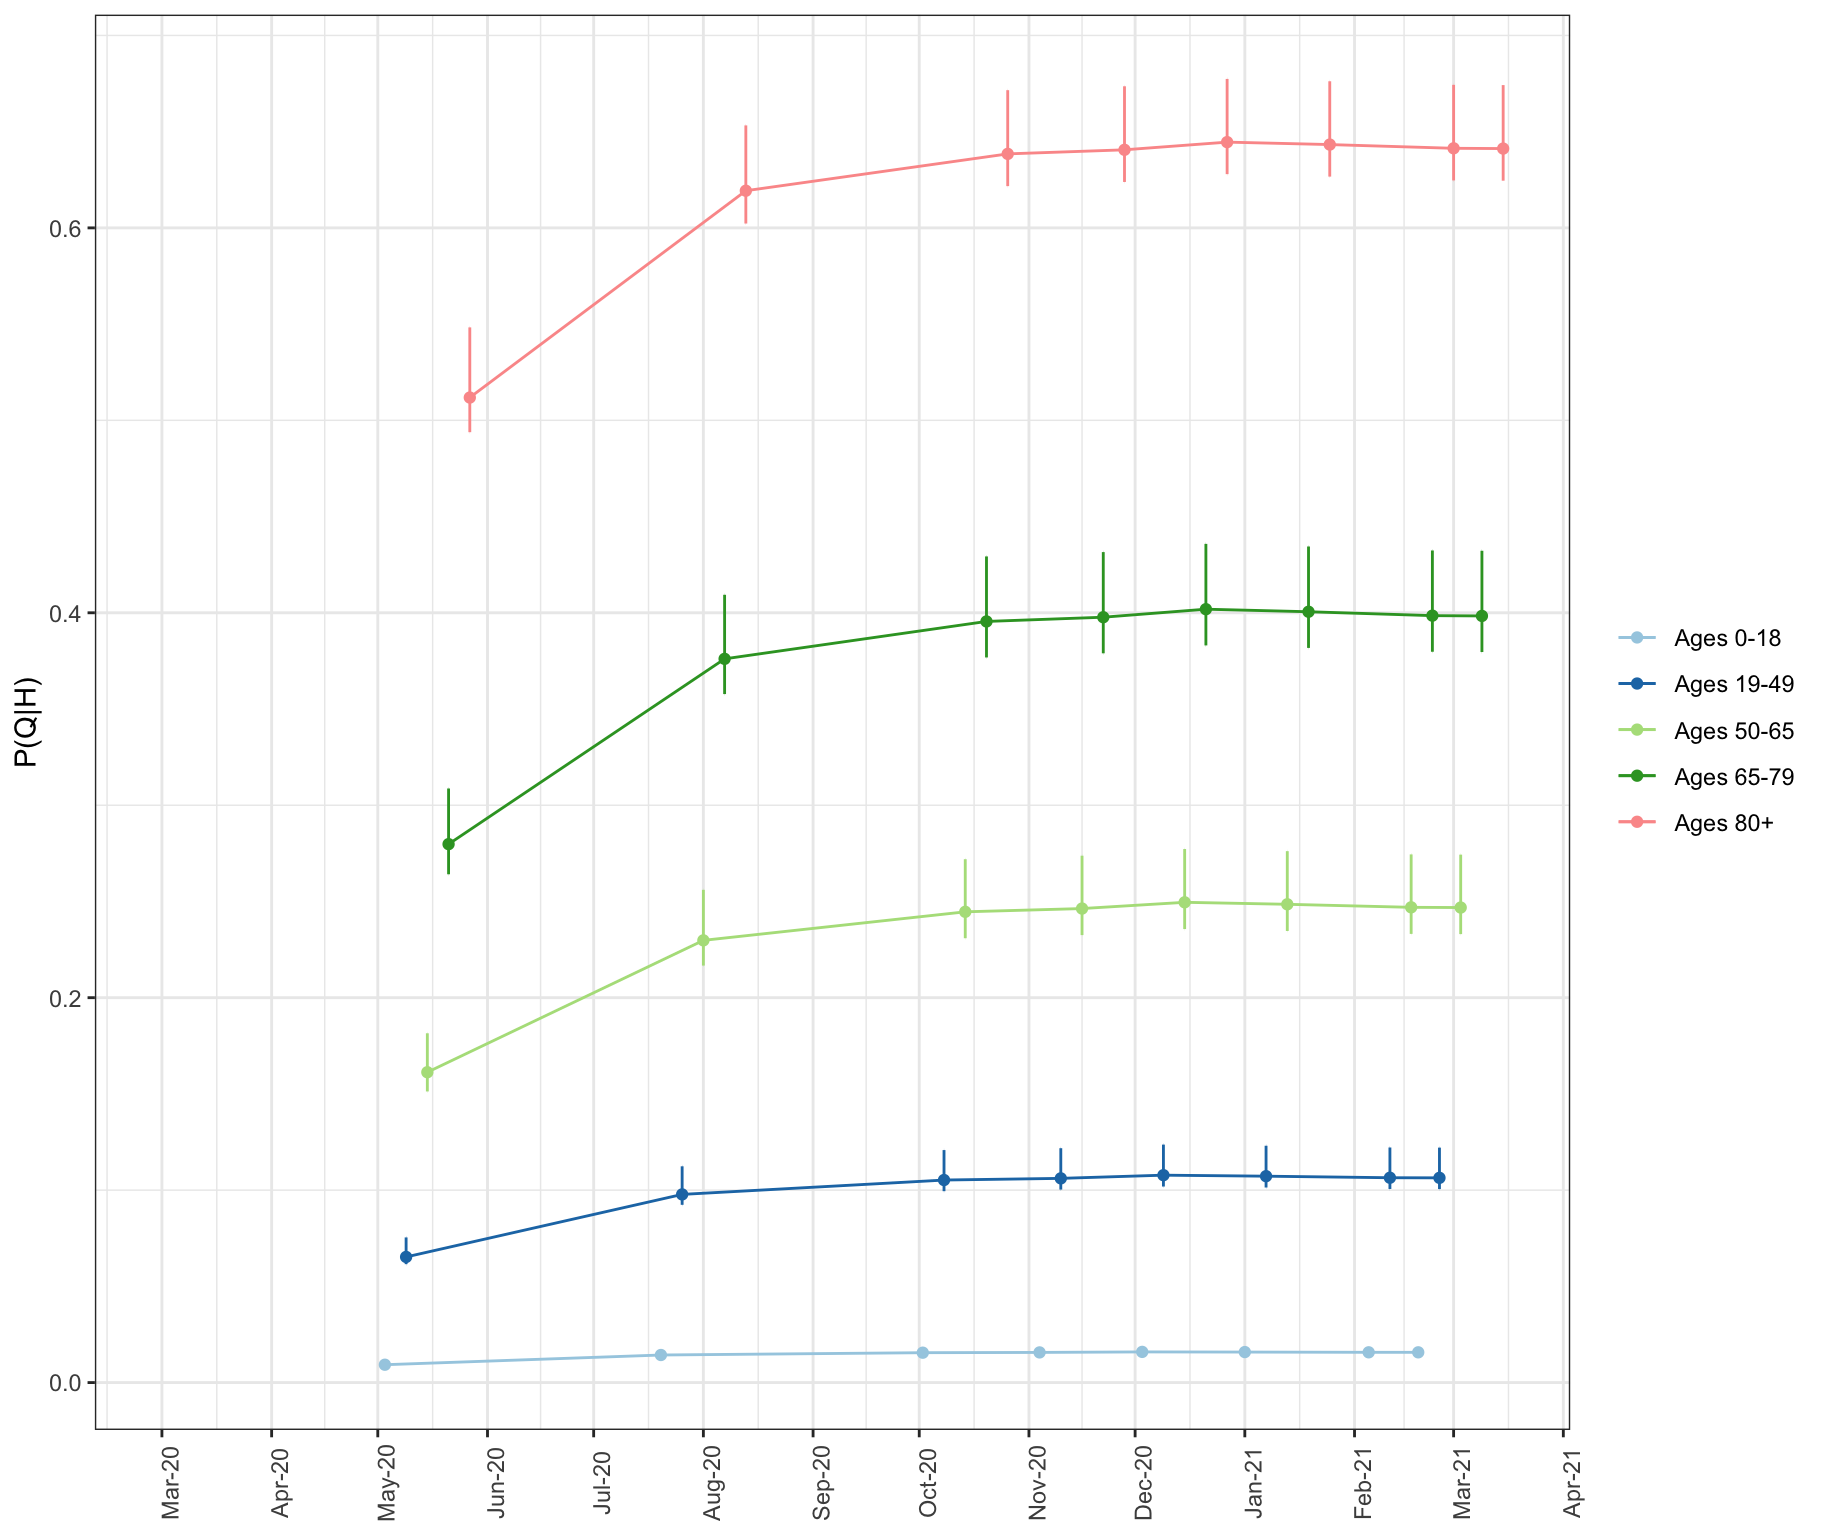 P(Q|H)
0.6
0.4
0.2
0.0
Mar-20
Apr-20
May-20
Jun-20
Jul-20
Aug-20
Sep-20
Oct-20
Nov-20
Dec-20
Jan-21
Feb-21
Mar-21
Apr-21
Ages 0-18
Ages 19-49
Ages 50-65
Ages 65-79
Ages 80+